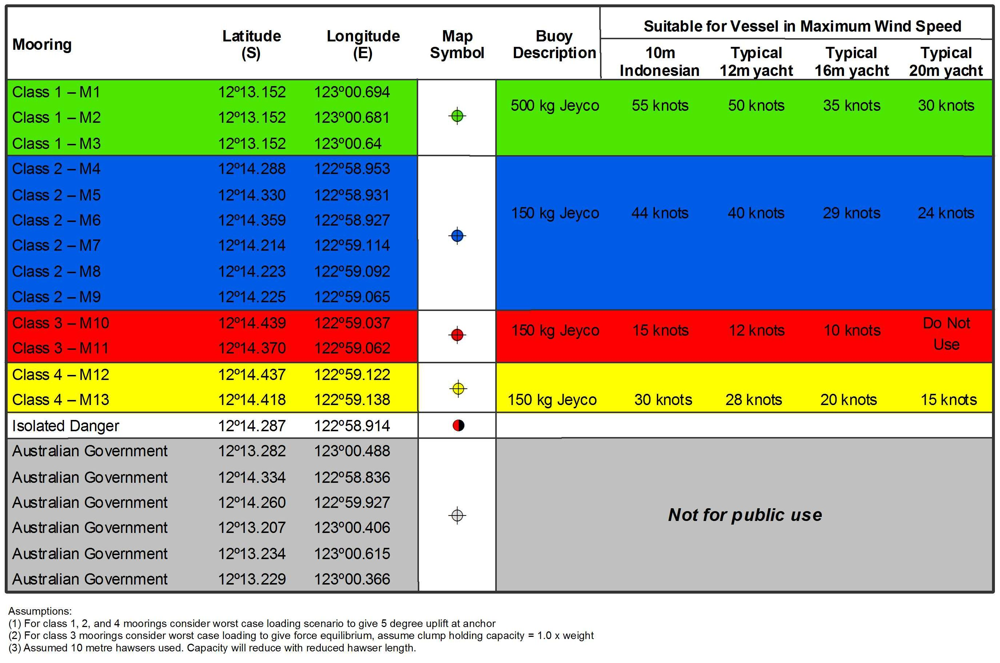 Mooring Latitude (S) Longitude (E) Map Symbol Buoy Description Suitable for Vessel in Maximum Wind Speed
10m Indonesian Typical 12m yacht Typical 16m yacht Typical 20m yacht
Class 1 – M1 12º13.152 123º00.694
500 kg Jeyco 55 knots 50 knots 35 knots 30 knots
Class 1 – M2 12º13.152 123º00.681
Class 1 – M3 12º13.152 123º00.64
Class 2 – M4 12º14.288 122º58.953
Class 2 – M5 12º14.330 122º58.931
150 kg Jeyco 44 knots 40 knots 29 knots 24 knots
Class 2 – M6 12º14.359 122º58.927
Class 2 – M7 12º14.214 122º59.114
Class 2 – M8 12º14.223 122º59.092
Class 2 – M9 12º14.225 122º59.065
Class 3 – M10 12º14.439 122º59.037
150 kg Jeyco 15 knots 12 knots 10 knots Do Not Use
Class 3 – M11 12º14.370 122º59.062
Class 4 – M12 12º14.437 122º59.122
Class 4 – M13 12º14.418 122º59.138 150 kg Jeyco 30 knots 28 knots 20 knots 15 knots
Isolated Danger 12º14.287 122º58.914
Australian Government 12º13.282 123º00.488
Australian Government 12º14.334 122º58.836
Australian Government 12º14.260 122º59.927
Not for public use
Australian Government 12º13.207 123º00.406
Australian Government 12º13.234 123º00.615
Australian Government 12º13.229 123º00.366
Assumptions:
(1) For class 1, 2, and 4 moorings consider worst case loading scenario to give 5 degree uplift at anchor
(2) For class 3 moorings consider worst case loading to give force equilibrium, assume clump holding capacity = 1.0 x weight
(3) Assumed 10 metre hawsers used. Capacity will reduce with reduced hawser length.